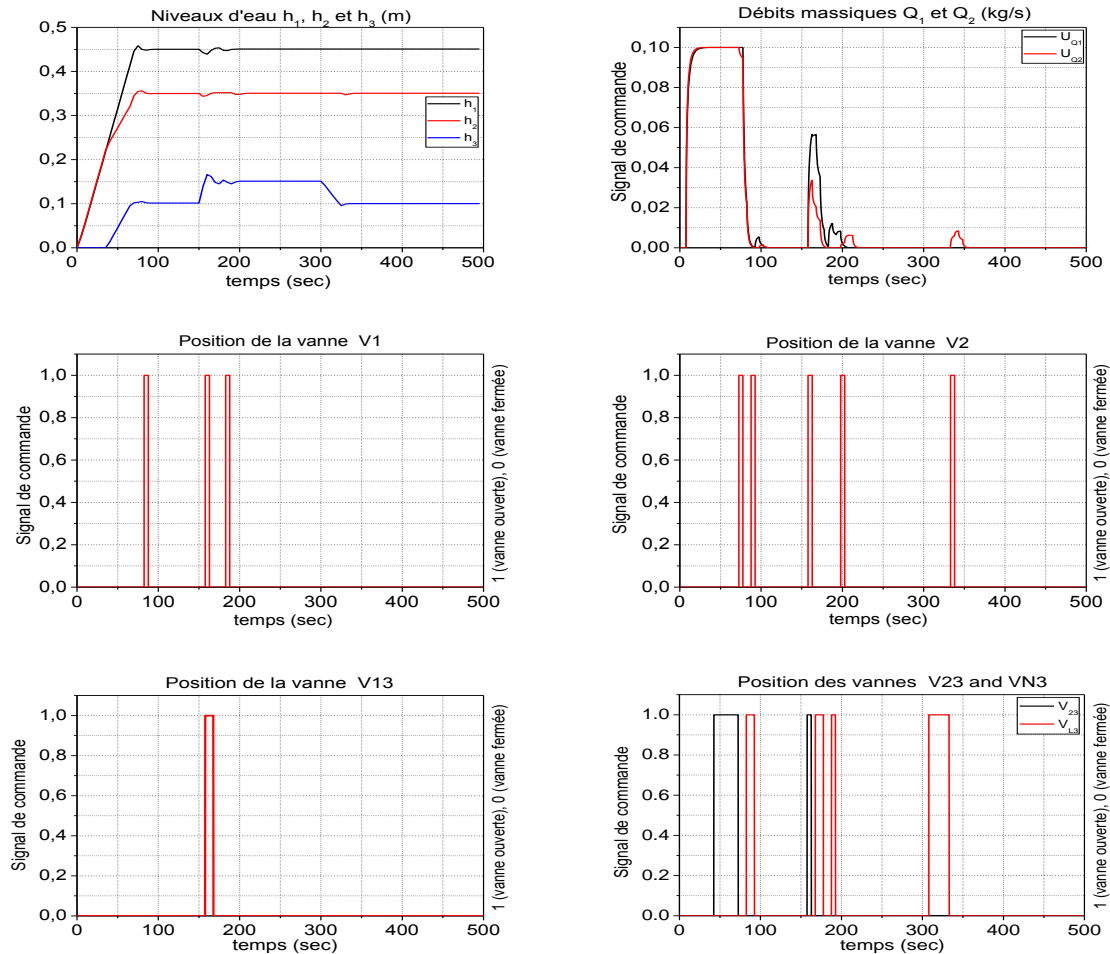 Niveaux d'eau h1, h2 et h3 (m)
0,5
0,4
0,3
0,2
0,1
0,0
h1
h2
h3
0 100 200 300 400 500
temps (sec)
Débits massiques Q1 et Q2 (kg/s)
Signal de commande
0,10
0,08
0,06
0,04
0,02
0,00
UQ1
UQ2
0 100 200 300 400 500
temps (sec)
Position de la vanne V1
Signal de commande
1,0
0,8
0,6
0,4
0,2
0,0
0 100 200 300 400 500
temps (sec)
1 (vanne ouverte), 0 (vanne fermée)
Position de la vanne V2
Signal de commande
1,0
0,8
0,6
0,4
0,2
0,0
0 100 200 300 400 500
temps (sec)
1 (vanne ouverte), 0 (vanne fermée)
Position de la vanne V13
Signal de commande
1,0
0,8
0,6
0,4
0,2
0,0
0 100 200 300 400 500
temps (sec)
1 (vanne ouverte), 0 (vanne fermée)
Position des vannes V23 and VN3
Signal de commande
1,0
0,8
0,6
0,4
0,2
0,0
V23
VL3
0 100 200 300 400 500
temps (sec)
1 (vanne ouverte), 0 (vanne fermée)